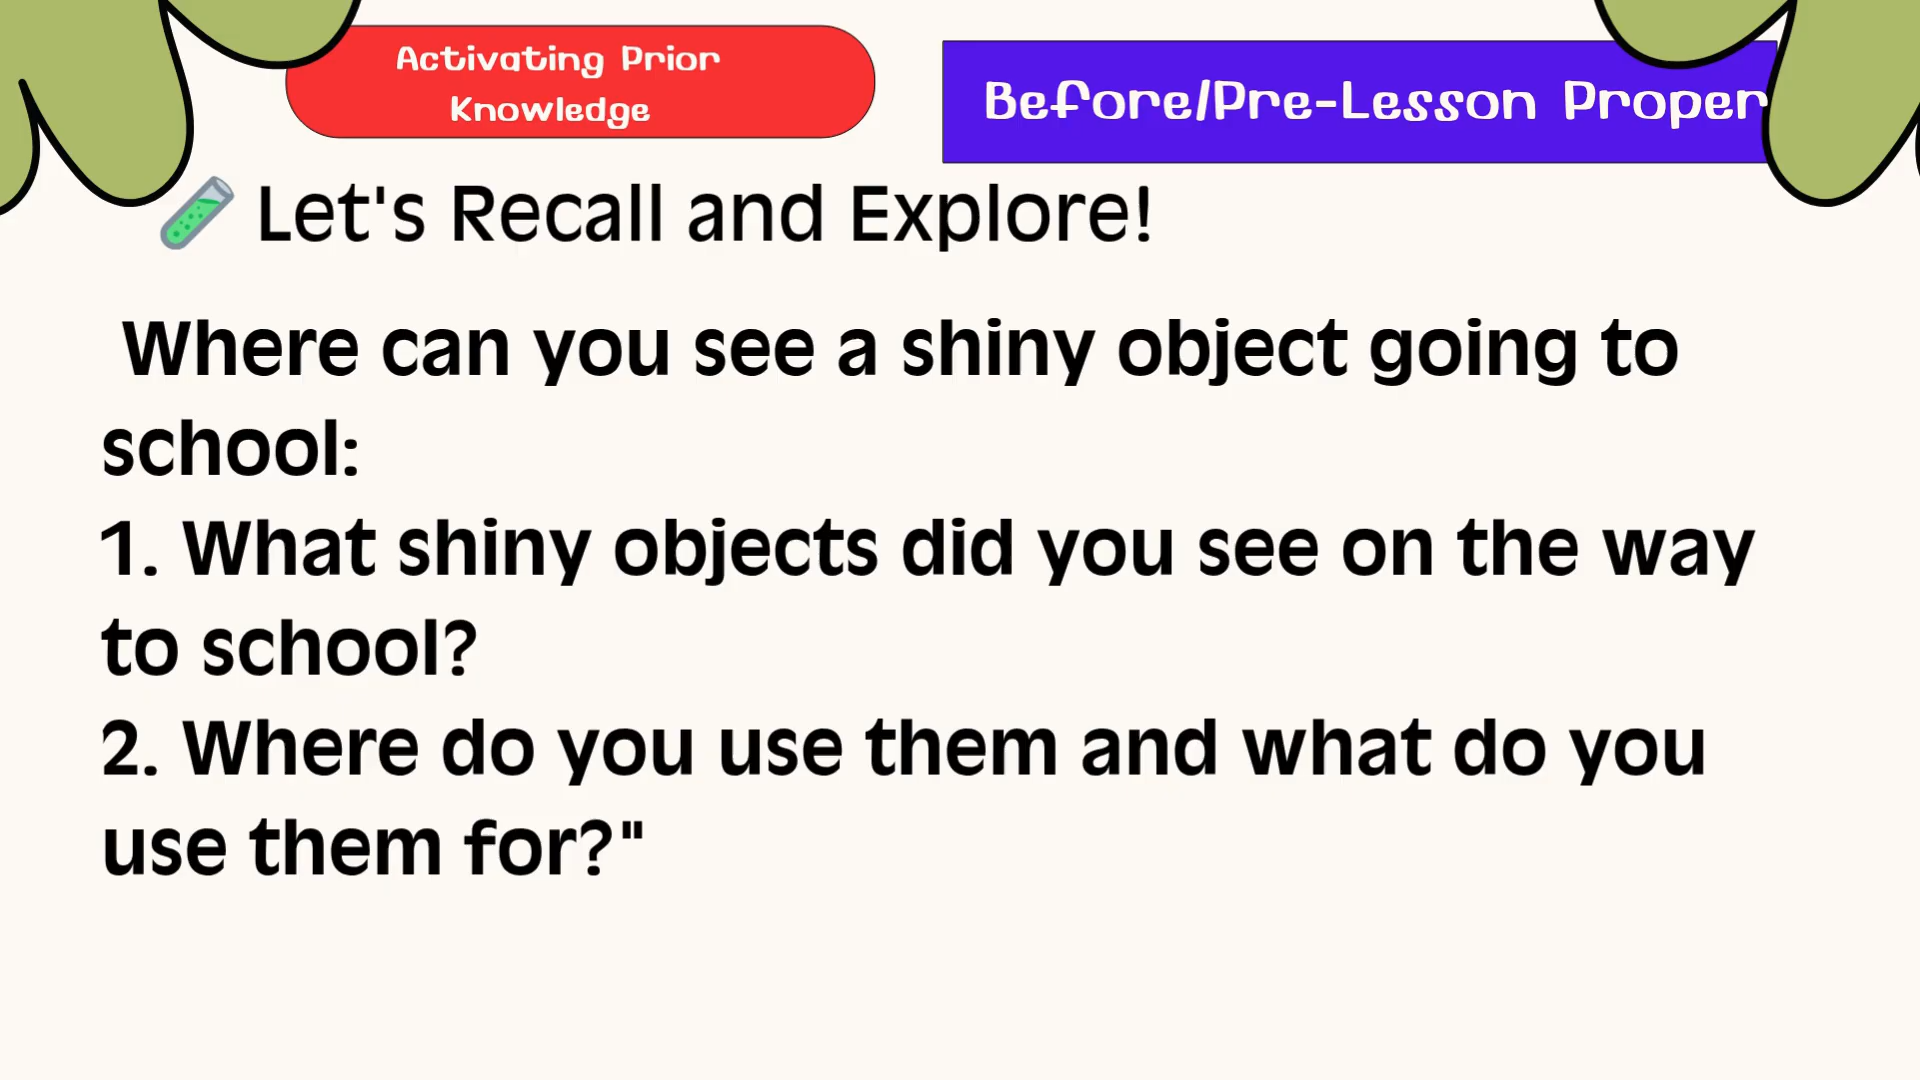 Activating Prior
Knowledge
Before/Pre-Lesson Proper
Let's Recall and Explore!
Where can you see a shiny object going to
school:
1. What shiny objects did you see on the way
to school?
2. Where do you use them and what do you
use them for?"